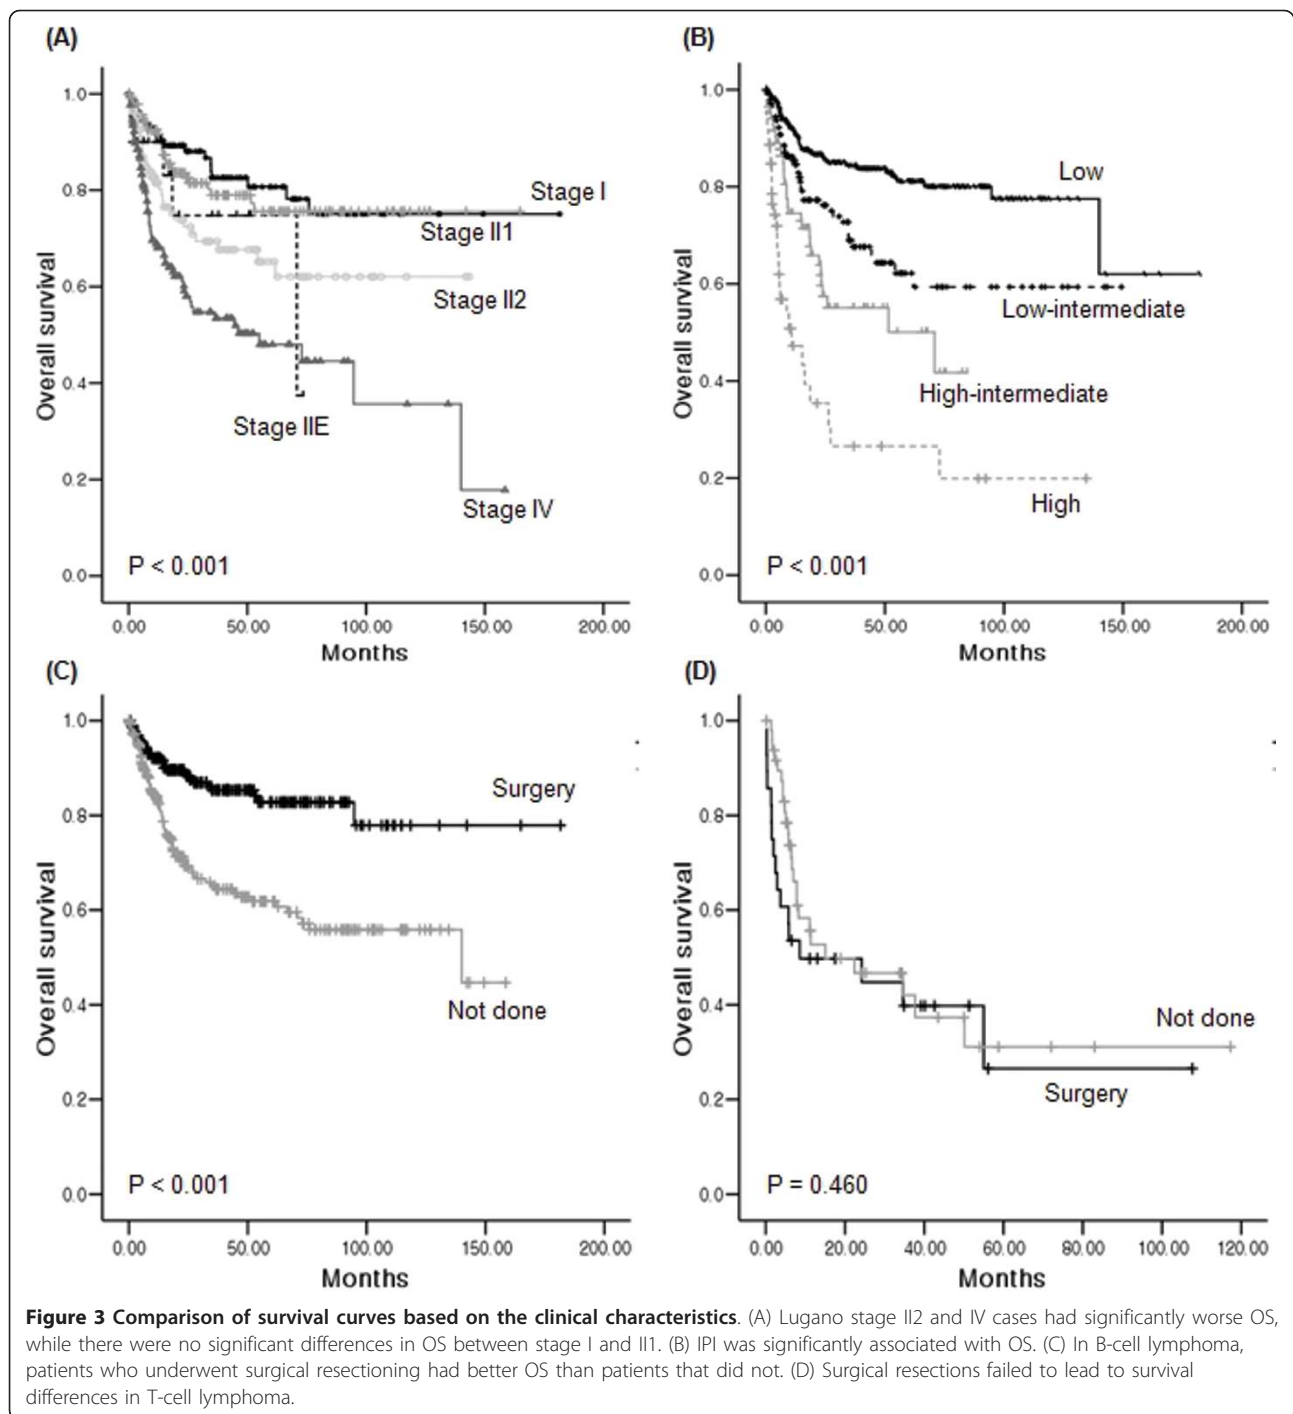 (A)
Overall survival
1.0
0.8
0.6
0.4
0.2
0.0
Stage I
Stage II1
Stage II2
Stage IIE
Stage IV
P < 0.001
0.00 50.00 100.00 150.00 200.00
Months
(B)
Overall survival
1.0
0.8
0.6
0.4
0.2
0.0
Low
Low-intermediate
High-intermediate
High
P < 0.001
0.00 50.00 100.00 150.00 200.00
Months
(C)
Overall survival
1.0
0.8
0.6
0.4
0.2
0.0
Surgery
Not done
P < 0.001
0.00 50.00 100.00 150.00 200.00
Months
(D)
Overall survival
1.0
0.8
0.6
0.4
0.2
0.0
Not done
Surgery
P = 0.460
0.00 20.00 40.00 60.00 80.00 100.00 120.00
Months
Figure 3 Comparison of survival curves based on the clinical characteristics. (A) Lugano stage II2 and IV cases had significantly worse OS,
while there were no significant differences in OS between stage I and II1. (B) IPI was significantly associated with OS. (C) In B-cell lymphoma,
patients who underwent surgical resectioning had better OS than patients that did not. (D) Surgical resections failed to lead to survival
differences in T-cell lymphoma.